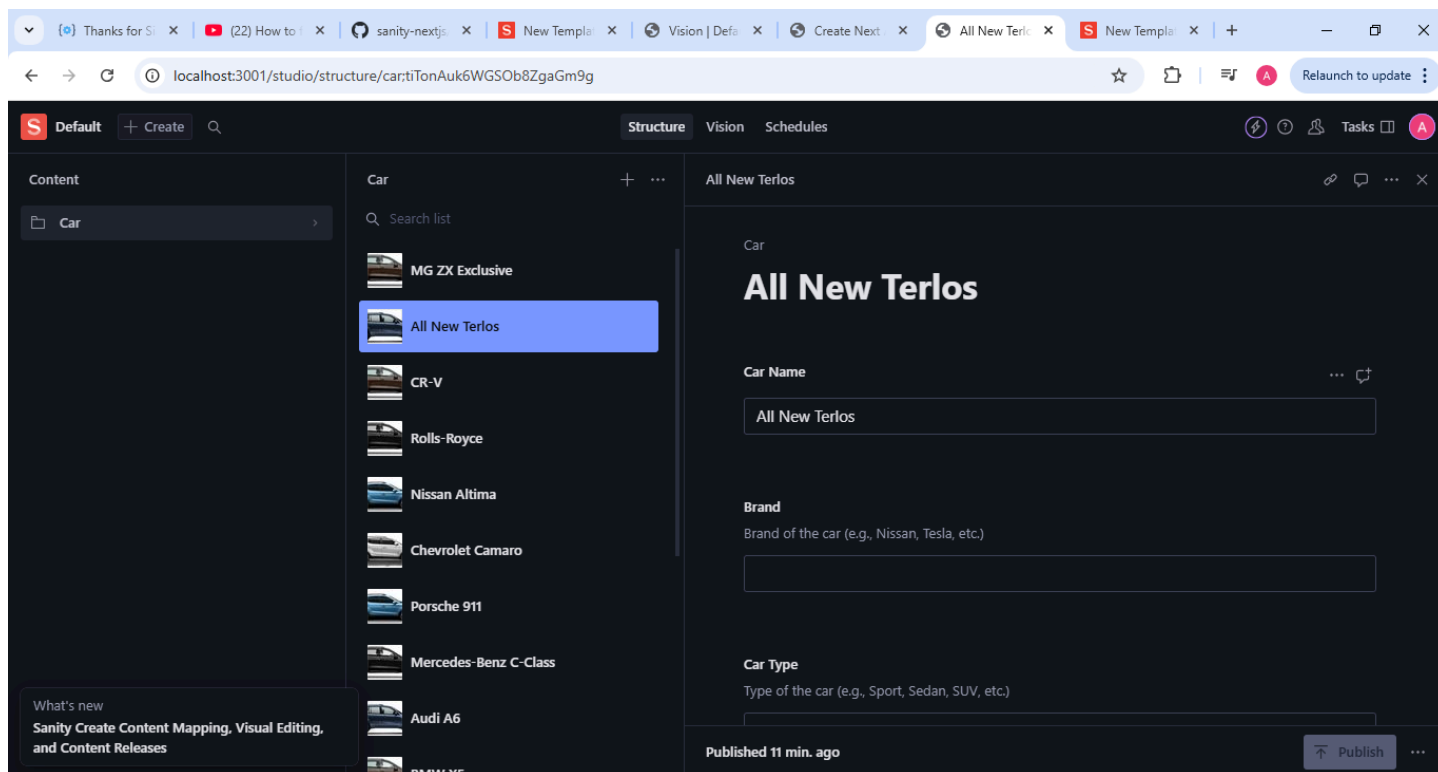 Thanks for Si
(22) How to f
sanity-nextjs.
S New Templat
Vision | Defa
Create Next
All New Terlo
S New Templat
localhost:3001/studio/structure/car;tiTonAuk6WGSOb8ZgaGm9g
A
Relaunch to update
S Default
+ Create
Structure
Vision
Schedules
Tasks
A
Content
Car
Car
Search list
MG ZX Exclusive
All New Terlos
CR-V
Rolls-Royce
Nissan Altima
Chevrolet Camaro
Porsche 911
Mercedes-Benz C-Class
Audi A6
What's new
Sanity Create Content Mapping, Visual Editing,
and Content Releases
All New Terlos
Car
All New Terlos
Car Name
All New Terlos
Brand
Brand of the car (e.g., Nissan, Tesla, etc.)
Car Type
Type of the car (e.g., Sport, Sedan, SUV, etc.)
Published 11 min. ago
Publish